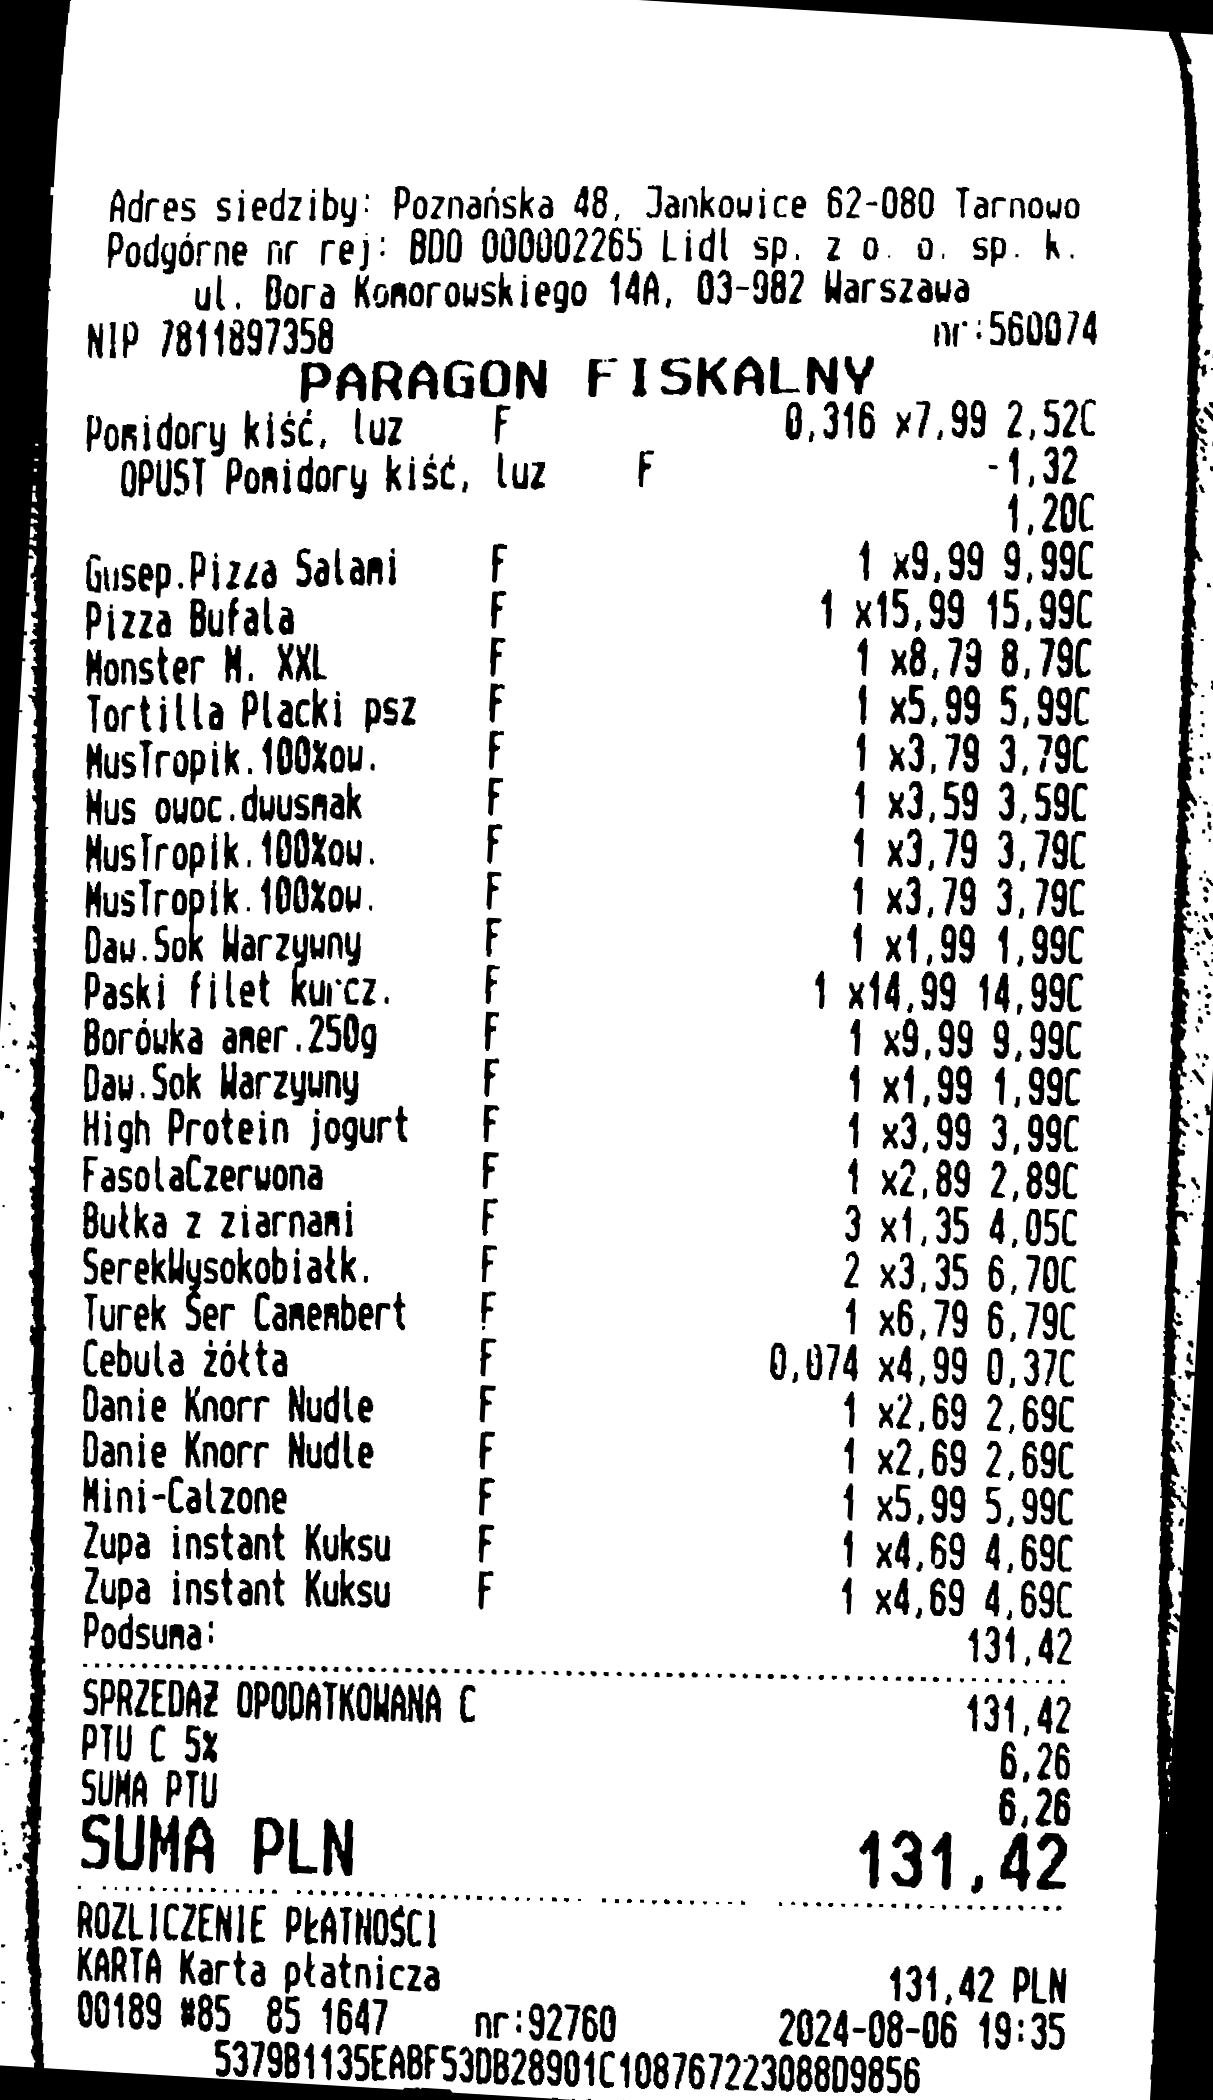 Adres siedziby: Poznańska 48, Jankowice 62-080 Tarnowo
Podgórne nr rej: BDO 000002265 Lidl sp. z o. o. sp. k.
ul. Bora Komorowskiego 14A, 03-982 Warszawa
NIP 7811897358 nr:560074
PARAGON FISKALNY
Pomidory kiść, luz F 0,316 x7,99 2,52C
OPUST Pomidory kiść, luz F -1,32
1,20C
Gusep.Pizza Salami F 1 x9,99 9,99C
Pizza Bufala F 1 x15,99 15,99C
Monster M. XXL F 1 x8,79 8,79C
Tortilla Placki psz F 1 x5,99 5,99C
MusTropik.100%ow. F 1 x3,79 3,79C
Mus owoc.dwusmak F 1 x3,59 3,59C
MusTropik.100%ow. F 1 x3,79 3,79C
MusTropik.100%ow. F 1 x3,79 3,79C
Daw.Sok Warzywny F 1 x1,99 1,99C
Paski filet kurcz. F 1 x14,99 14,99C
Borówka amer.250g F 1 x9,99 9,99C
Daw.Sok Warzywny F 1 x1,99 1,99C
High Protein jogurt F 1 x3,99 3,99C
FasolaCzerwona F 1 x2,89 2,89C
Bułka z ziarnami F 3 x1,35 4,05C
SerekWysokobiałk. F 2 x3,35 6,70C
Turek Ser Camembert F 1 x6,79 6,79C
Cebula żółta F 0,074 x4,99 0,37C
Danie Knorr Nudle F 1 x2,69 2,69C
Danie Knorr Nudle F 1 x2,69 2,69C
Mini-Calzone F 1 x5,99 5,99C
Zupa instant Kuksu F 1 x4,69 4,69C
Zupa instant Kuksu F 1 x4,69 4,69C
Podsuma: 131,42
SPRZEDAŻ OPODATKOWANA C 131,42
PTU C 5% 6,26
SUMA PTU 6,26
SUMA PLN 131,42
ROZLICZENIE PŁATNOŚCI
KARTA Karta płatnicza 131,42 PLN
00189 #85 85 1647 nr:92760 2024-08-06 19:35
5379B1135EABF53DB28901C108767223088D9856